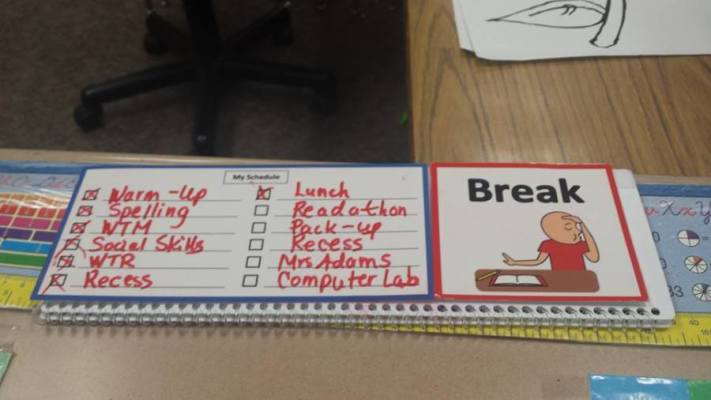 My Schedule
Warm-Up
Spelling
WTM
Social Skills
WTR
Recess
Lunch
Readathon
Pack-up
Recess
Mrs Adams
Computer Lab
Break